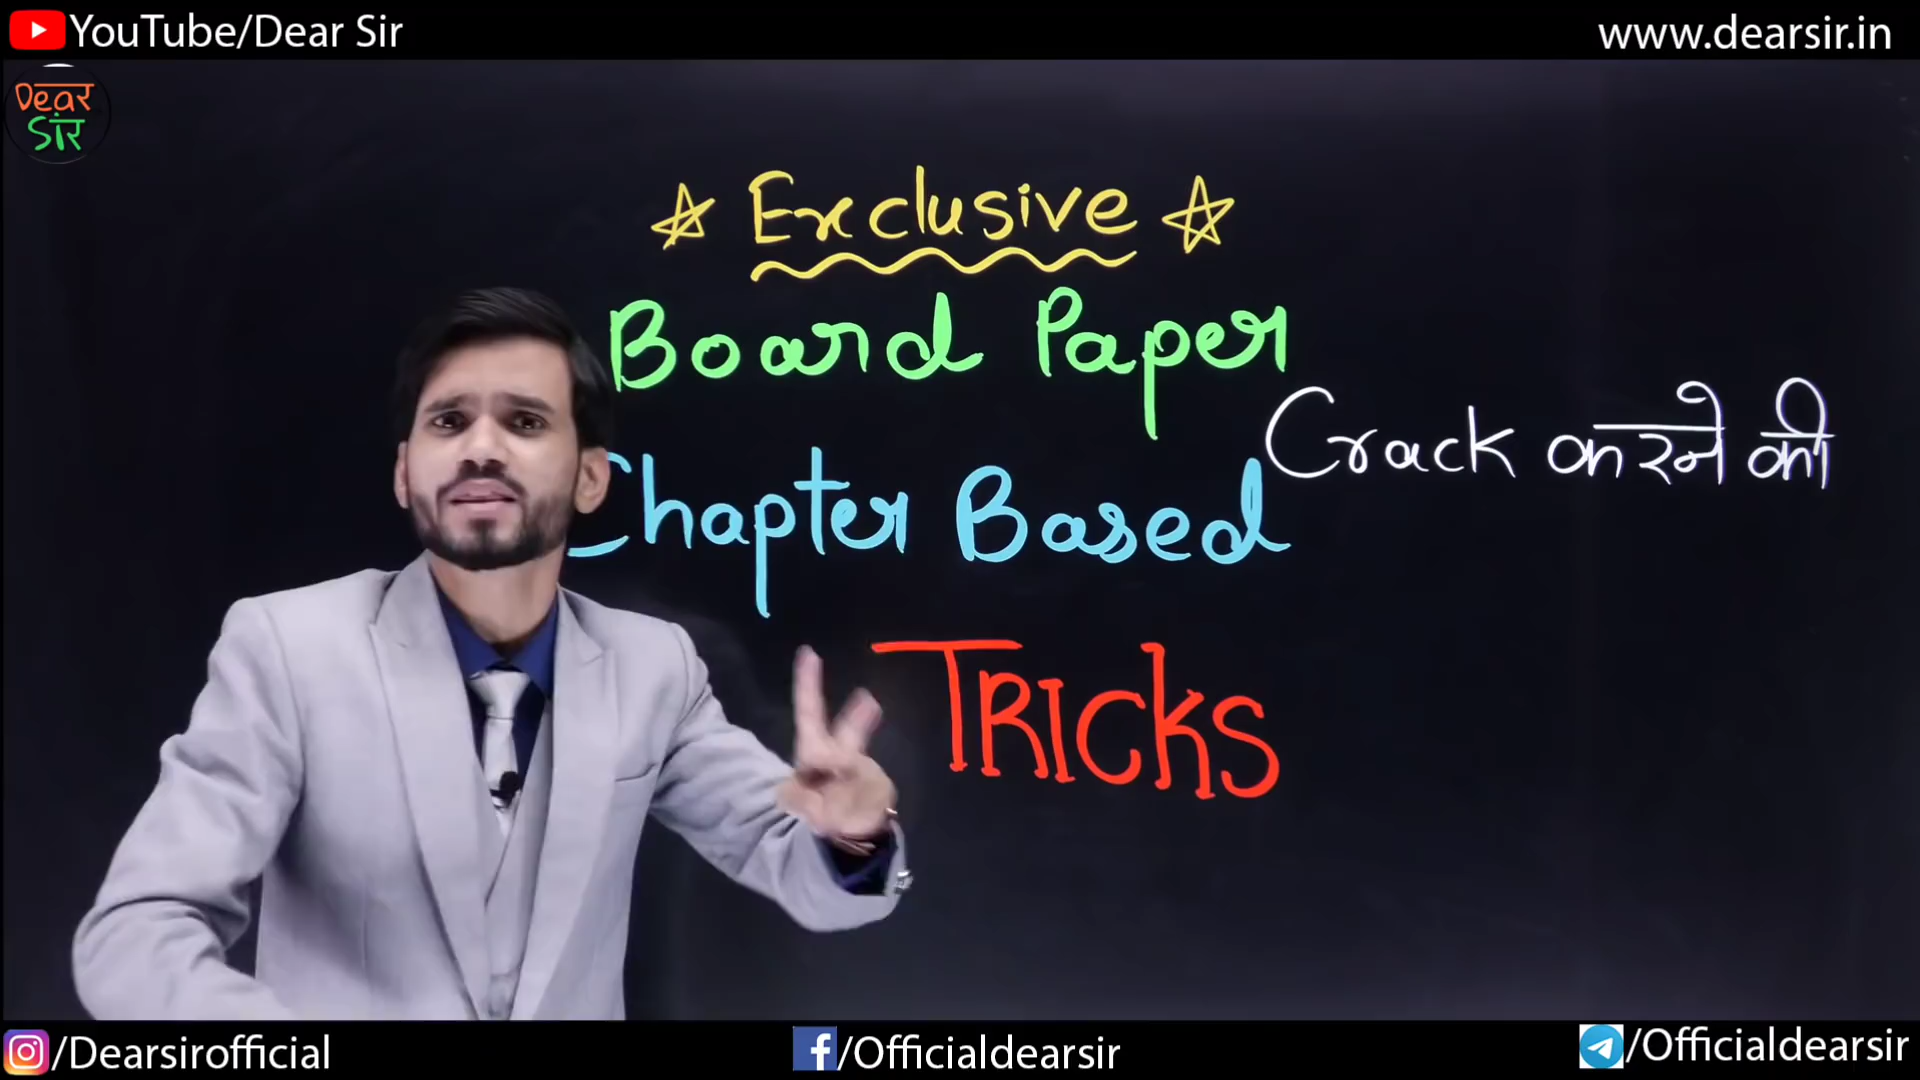 YouTube/Dear Sir
www.dearsir.in
Dear
Sir
Exclusive
Board Paper
Crack करने की
Chapter Based
TRICKS
/Dearsirofficial
/Officialdearsir
/Officialdearsir